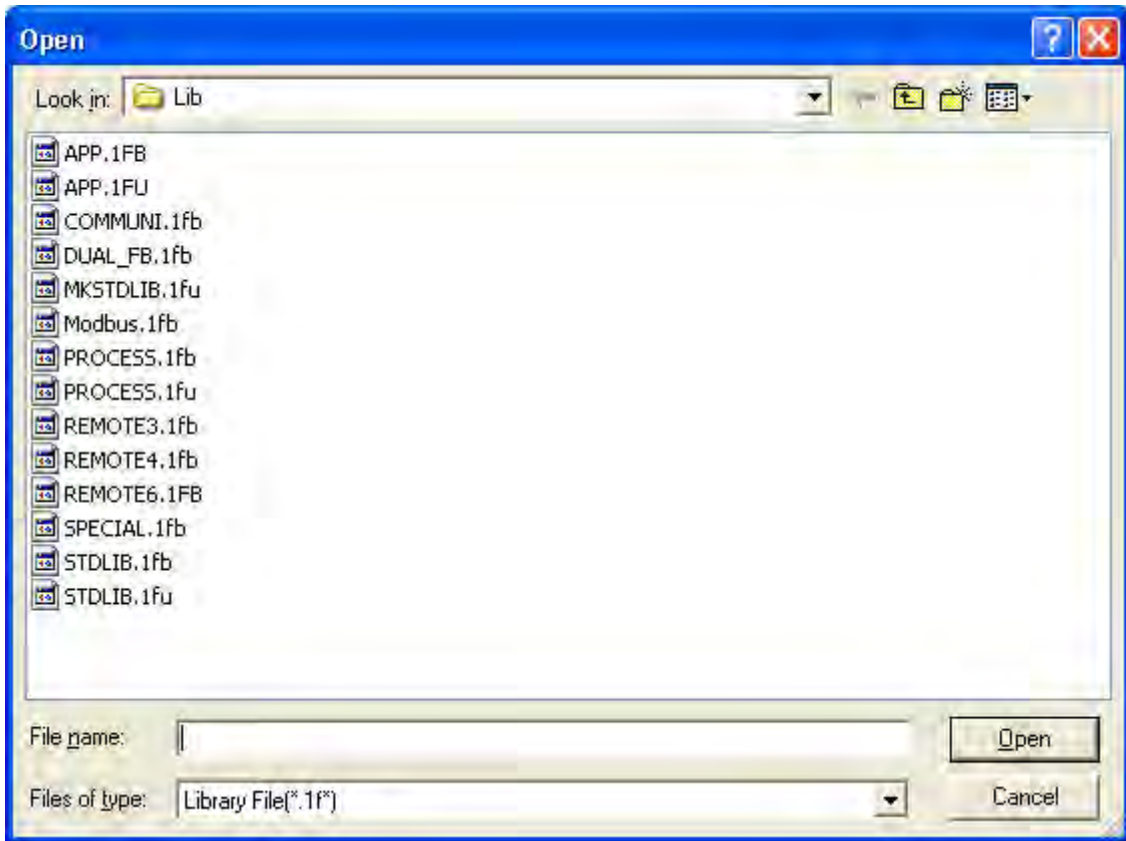 Open
Look in: Lib
APP.1FB
APP.1FU
COMMUNI.1fb
DUAL_FB.1fb
MKSTDLIB.1fu
Modbus.1fb
PROCESS.1fb
PROCESS.1fu
REMOTE3.1fb
REMOTE4.1fb
REMOTE6.1FB
SPECIAL.1fb
STDLIB.1fb
STDLIB.1fu
File name: Open
Files of type: Library File(*.1f*) Cancel